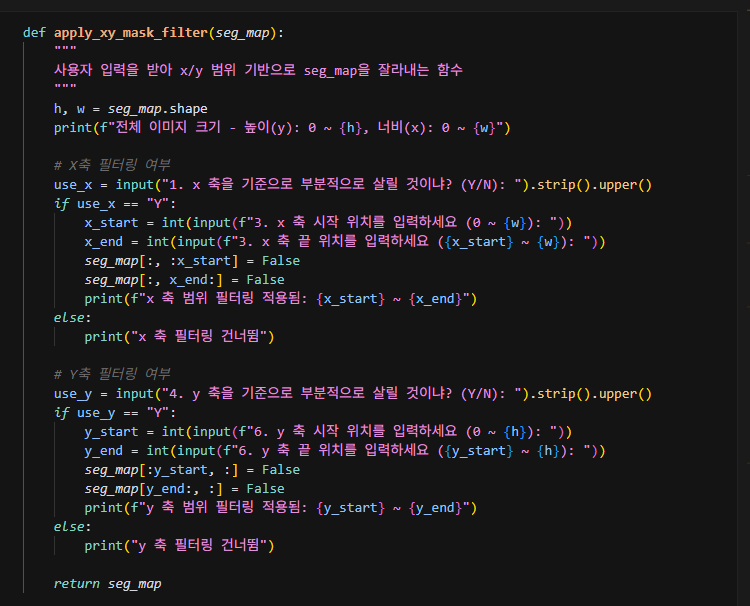 def apply_xy_mask_filter(seg_map):
    """
    사용자 입력을 받아 x/y 범위 기반으로 seg_map을 잘라내는 함수
    """
    h, w = seg_map.shape
    print(f"전체 이미지 크기 - 높이(y): 0 ~ {h}, 너비(x): 0 ~ {w}")

    # X축 필터링 여부
    use_x = input("1. x 축을 기준으로 부분적으로 살릴 것이냐? (Y/N): ").strip().upper()
    if use_x == "Y":
        x_start = int(input(f"3. x 축 시작 위치를 입력하세요 (0 ~ {w}): "))
        x_end = int(input(f"3. x 축 끝 위치를 입력하세요 ({x_start} ~ {w}): "))
        seg_map[:, :x_start] = False
        seg_map[:, x_end:] = False
        print(f"x 축 범위 필터링 적용됨: {x_start} ~ {x_end}")
    else:
        print("x 축 필터링 건너뜀")

    # Y축 필터링 여부
    use_y = input("4. y 축을 기준으로 부분적으로 살릴 것이냐? (Y/N): ").strip().upper()
    if use_y == "Y":
        y_start = int(input(f"6. y 축 시작 위치를 입력하세요 (0 ~ {h}): "))
        y_end = int(input(f"6. y 축 끝 위치를 입력하세요 ({y_start} ~ {h}): "))
        seg_map[:y_start, :] = False
        seg_map[y_end:, :] = False
        print(f"y 축 범위 필터링 적용됨: {y_start} ~ {y_end}")
    else:
        print("y 축 필터링 건너뜀")

    return seg_map